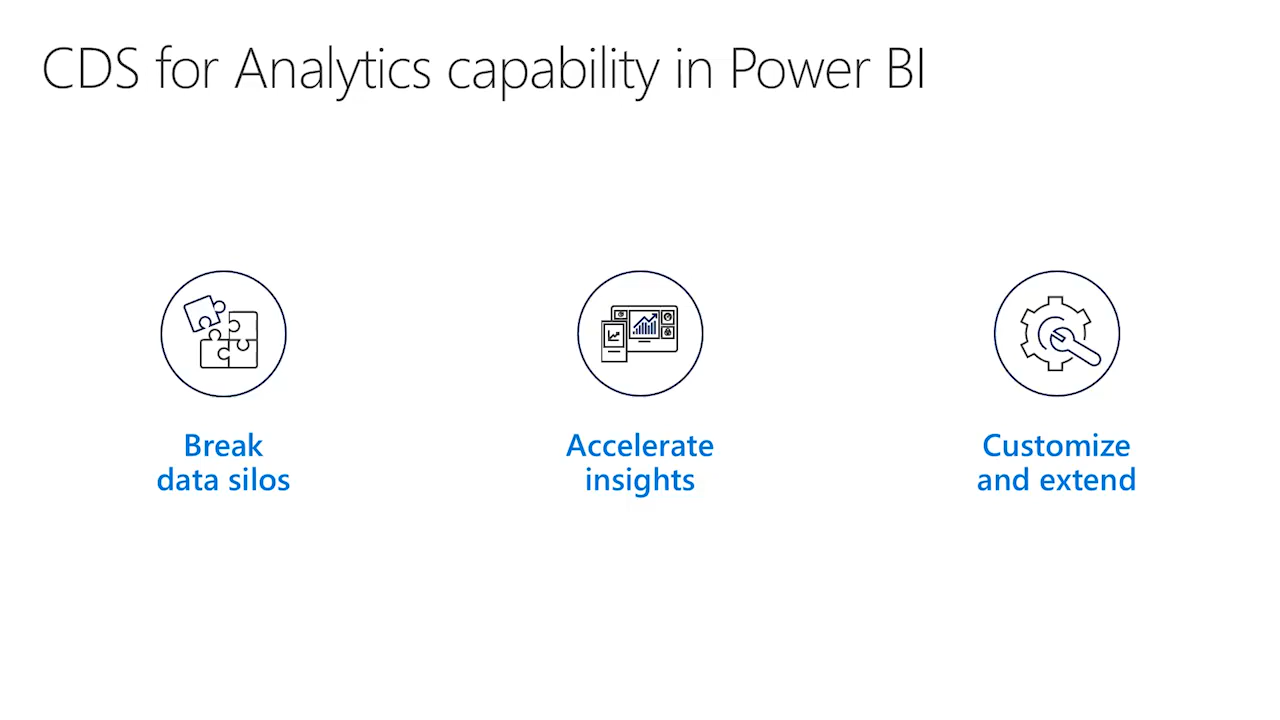 CDS for Analytics capability in Power BI
Break
data silos
Accelerate
insights
Customize
and extend